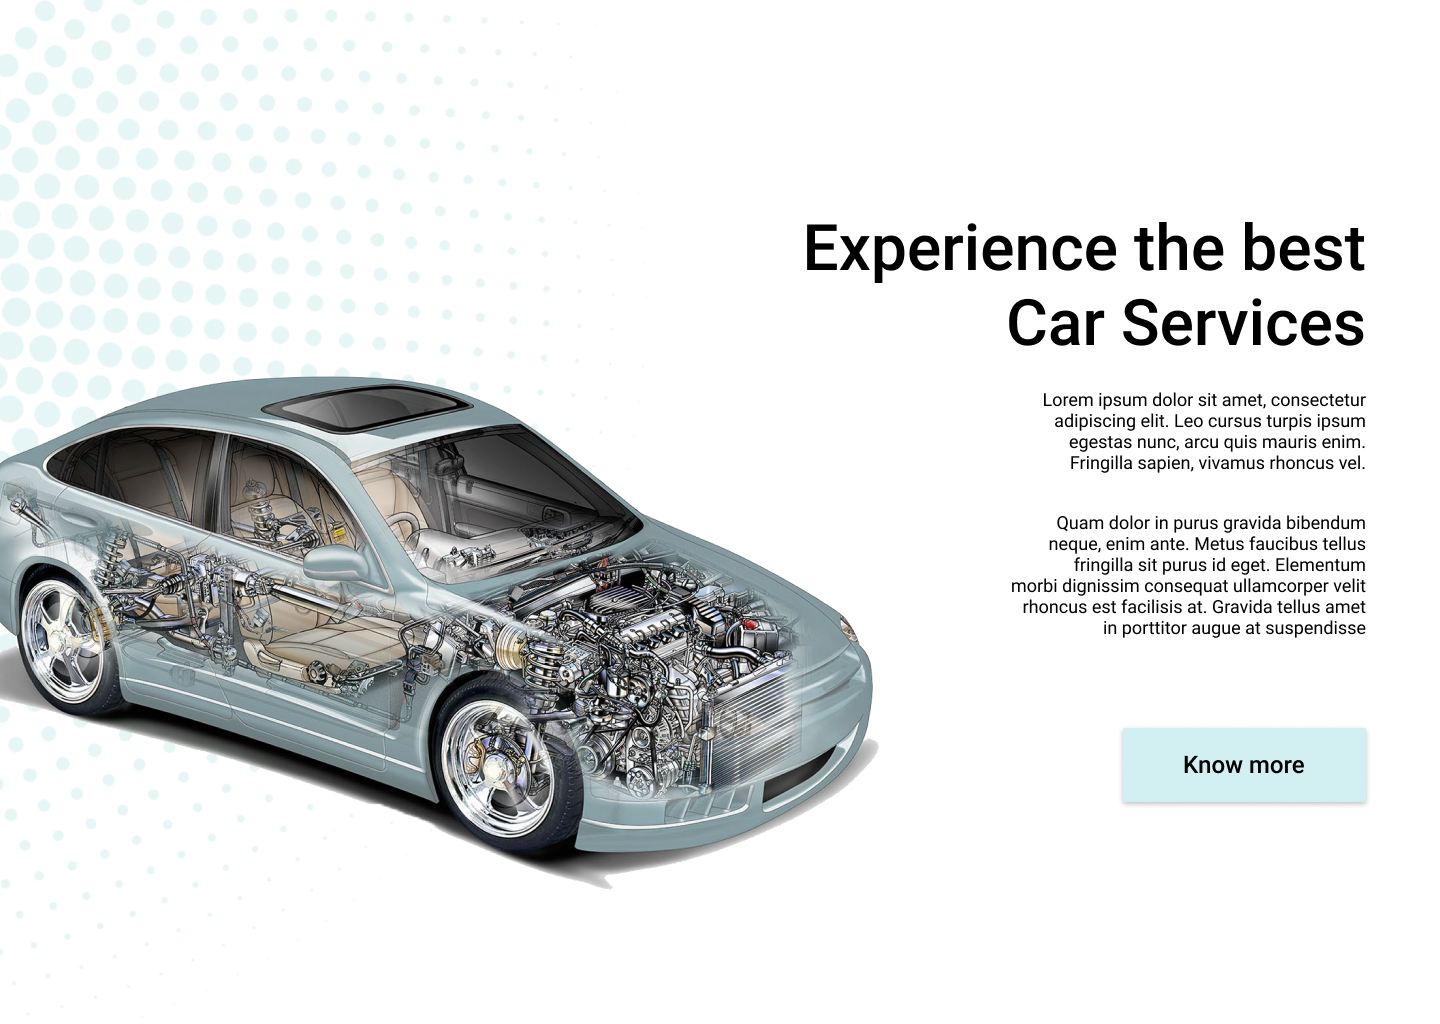 Experience the best
Car Services
Lorem ipsum dolor sit amet, consectetur
adipiscing elit. Leo cursus turpis ipsum
egestas nunc, arcu quis mauris enim.
Fringilla sapien, vivamus rhoncus vel.
Quam dolor in purus gravida bibendum
neque, enim ante. Metus faucibus tellus
fringilla sit purus id eget. Elementum
morbi dignissim consequat ullamcorper velit
rhoncus est facilisis at. Gravida tellus amet
in porttitor augue at suspendisse
Know more